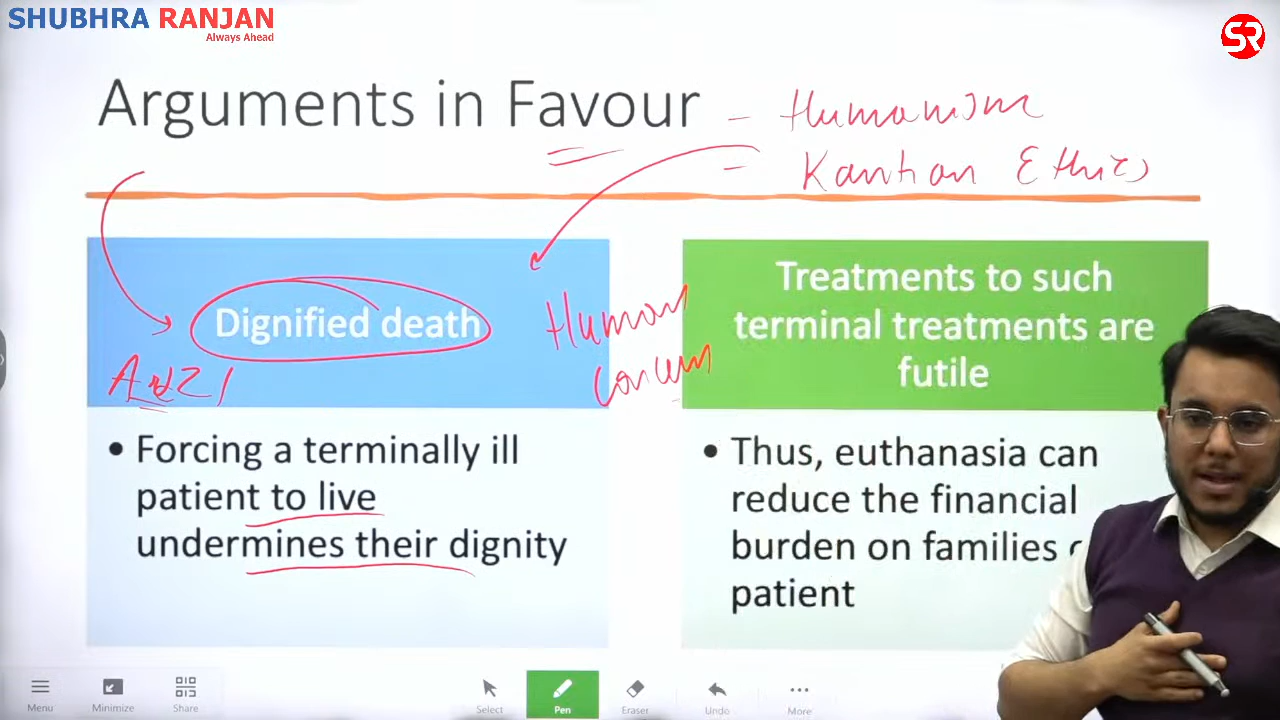 SHUBHRA RANJAN
Always Ahead
SR
Arguments in Favour
- Humanism
- Kantian Ethics
Dignified death
Art 21
Human
Concern
Treatments to such
terminal treatments are
futile
• Forcing a terminally ill
patient to live
undermines their dignity
• Thus, euthanasia can
reduce the financial
burden on families
patient
Menu
Minimize
Share
Select
Pen
Eraser
Undo
More